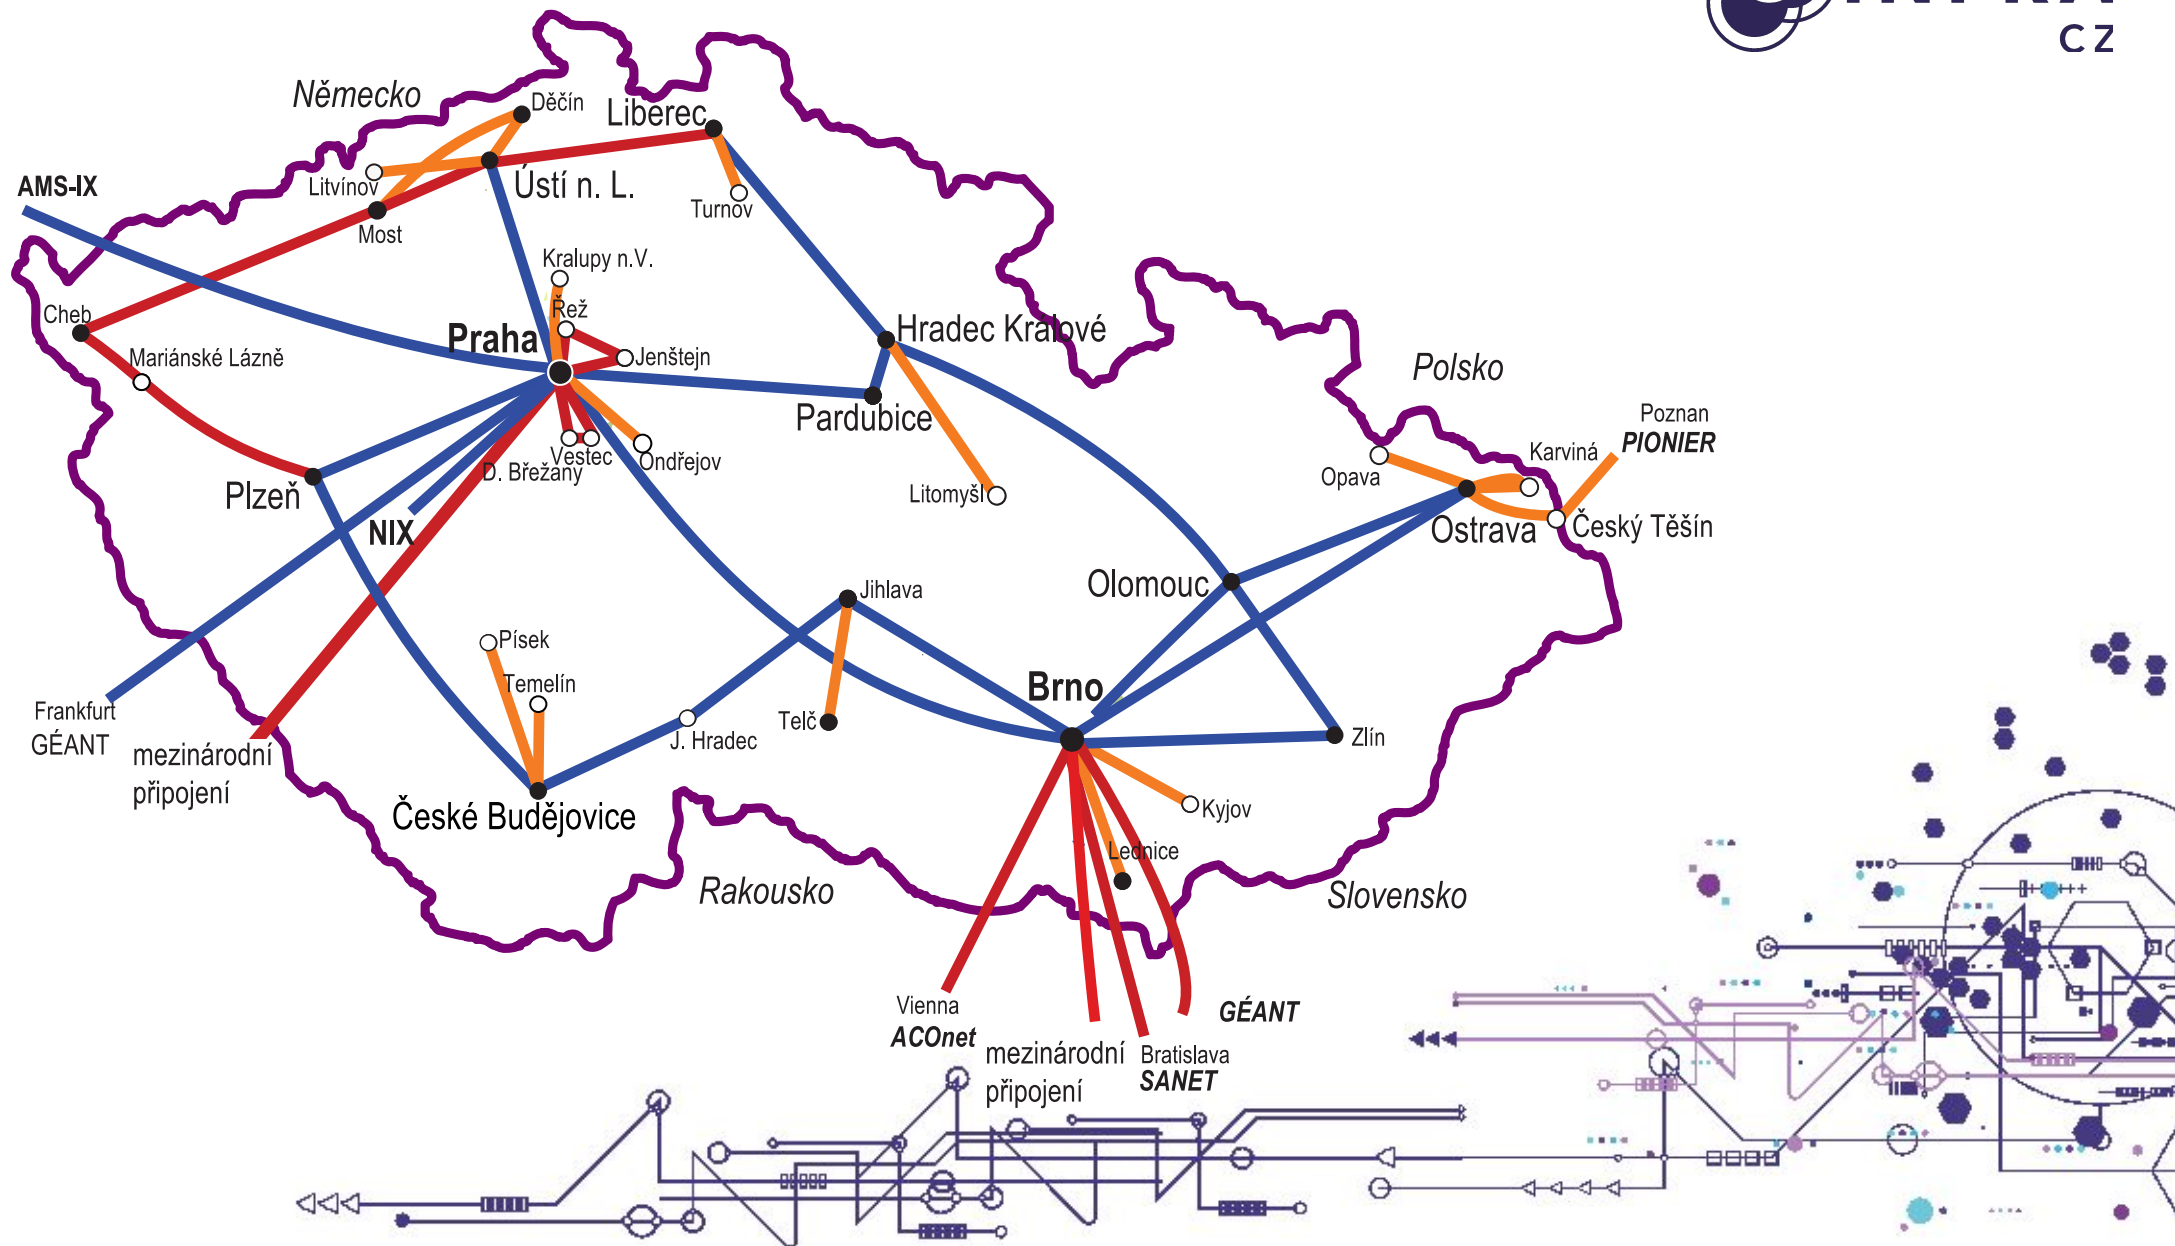 CZ
Německo
Děčín
Liberec
AMS-IX
Litvínov
Ústí n. L.
Turnov
Most
Kralupy n.V.
Řež
Cheb
Praha
Hradec Králové
Mariánské Lázně
Jenštejn
Polsko
Pardubice
Poznan
PIONIER
Karviná
Vestec
Ondřejov
D. Břežany
Opava
Plzeň
Litomyšl
NIX
Ostrava
Český Těšín
Olomouc
Jihlava
Písek
Temelín
Brno
Frankfurt
GÉANT
Telč
J. Hradec
Zlín
mezinárodní
připojení
České Budějovice
Kyjov
Lednice
Rakousko
Slovensko
Vienna
ACOnet
GÉANT
mezinárodní
připojení
Bratislava
SANET